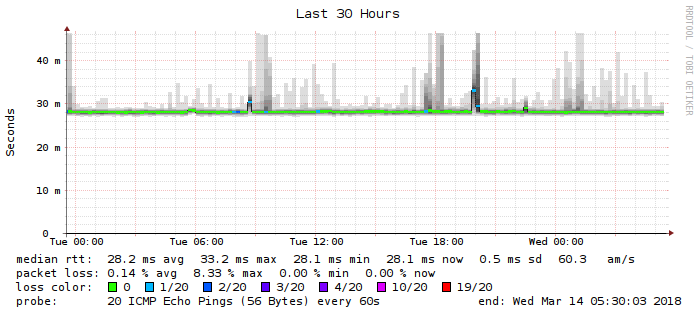 Last 30 Hours
RRDTOOL / TOBI OETIKER
Seconds
40 m
30 m
20 m
10 m
0
Tue 00:00 Tue 06:00 Tue 12:00 Tue 18:00 Wed 00:00
median rtt: 28.2 ms avg 33.2 ms max 28.1 ms min 28.1 ms now 0.5 ms sd 60.3 am/s
packet loss: 0.14 % avg 8.33 % max 0.00 % min 0.00 % now
loss color: 0 1/20 2/20 3/20 4/20 10/20 19/20
probe: 20 ICMP Echo Pings (56 Bytes) every 60s end: Wed Mar 14 05:30:03 2018